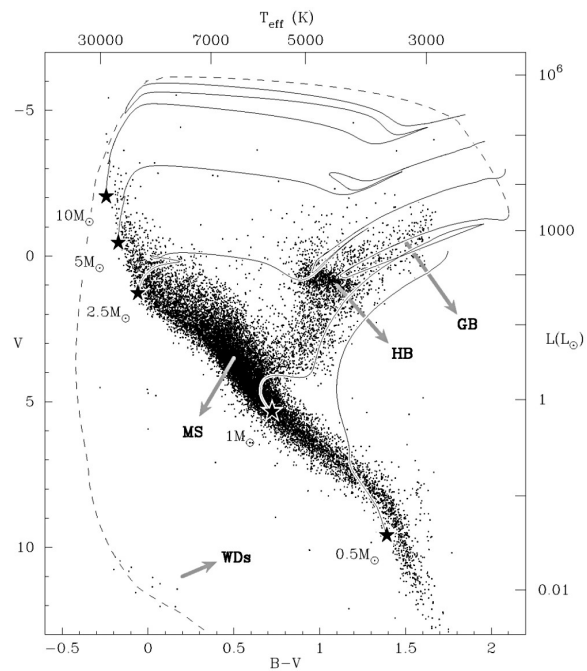 T_eff (K)
30000 7000 5000 3000
10^6
-5
10M⊙
1000
0
5M⊙
2.5M⊙
GB
V
HB
L(L⊙)
5
1
MS
1M⊙
10
WDs
0.5M⊙
0.01
-0.5 0 0.5 1 1.5 2
B-V